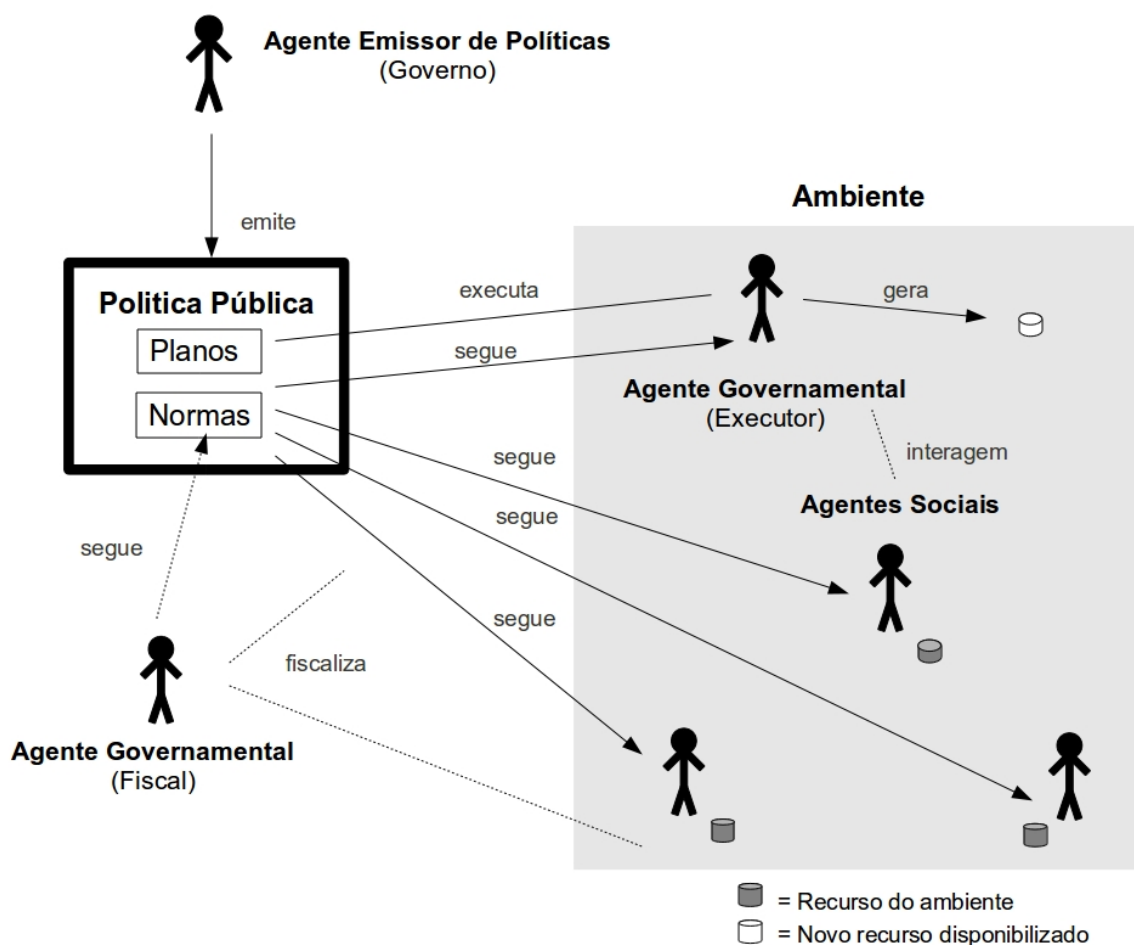 Agente Emissor de Políticas
(Governo)
emite
Ambiente
Politica Pública
Planos
Normas
executa
segue
gera
Agente Governamental
(Executor)
interagem
segue
Agentes Sociais
segue
segue
segue
fiscaliza
Agente Governamental
(Fiscal)
= Recurso do ambiente
= Novo recurso disponibilizado